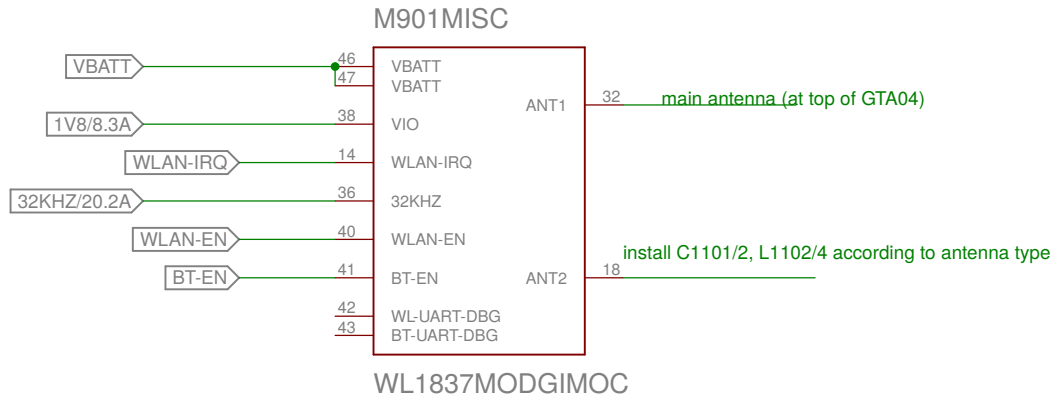 M901MISC
VBATT 46 VBATT
47 VBATT
ANT1 32 main antenna (at top of GTA04)
1V8/8.3A 38 VIO
WLAN-IRQ 14 WLAN-IRQ
32KHZ/20.2A 36 32KHZ
WLAN-EN 40 WLAN-EN
install C1101/2, L1102/4 according to antenna type
BT-EN 41 BT-EN ANT2 18
42 WL-UART-DBG
43 BT-UART-DBG
WL1837MODGIMOC